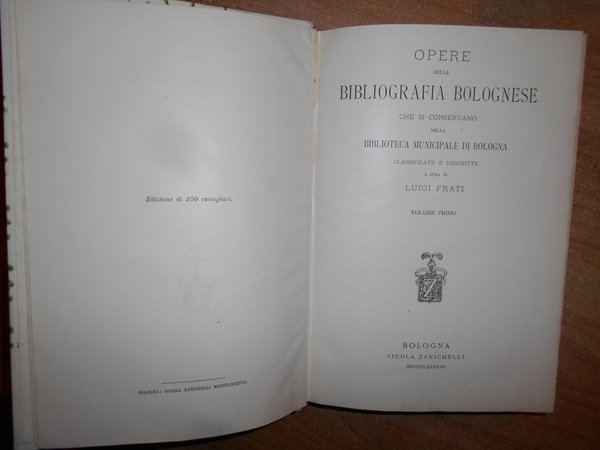 Edizione di 250 esemplari.
BOLOGNA: NICOLA ZANICHELLI MDCCCLXXXVIII.
OPERE
DELLA
BIBLIOGRAFIA BOLOGNESE
CHE SI CONSERVANO
NELLA
BIBLIOTECA MUNICIPALE DI BOLOGNA
CLASSIFICATE E DESCRITTE
A CURA DI
LUIGI FRATI
VOLUME PRIMO
BOLOGNA
NICOLA ZANICHELLI
MDCCCLXXXVIII